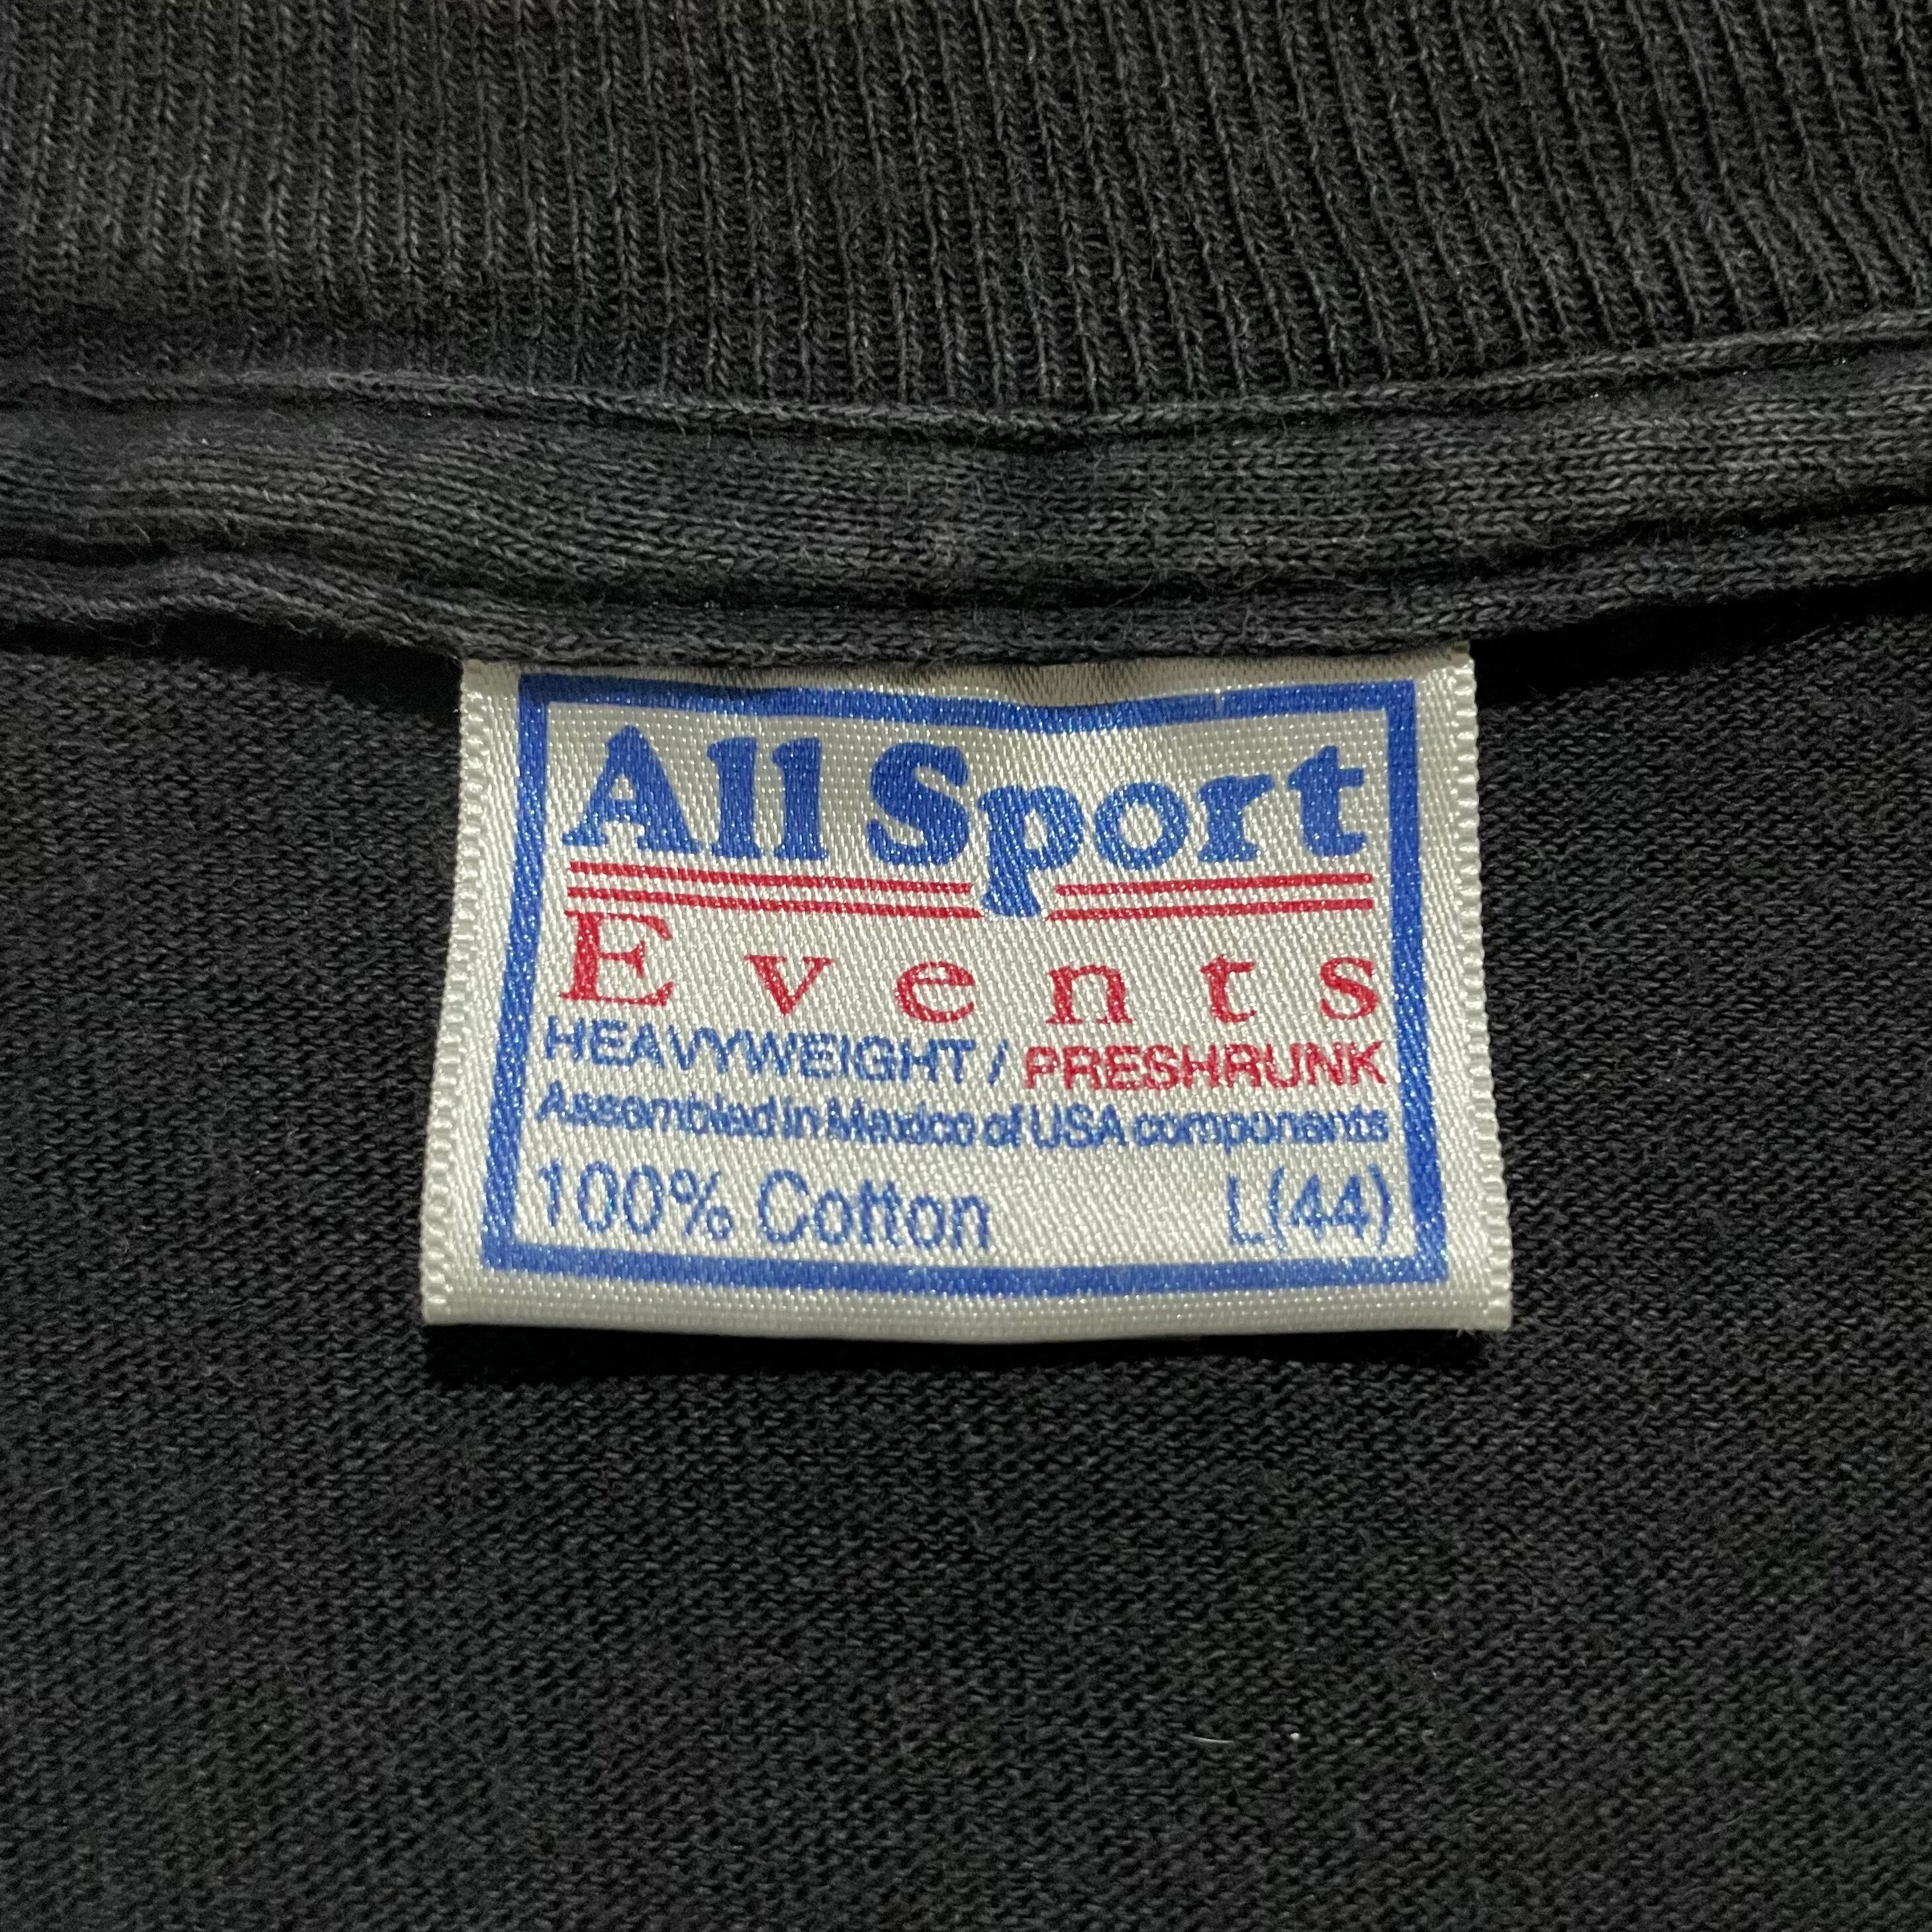 All Sport
Events
HEAVYWEIGHT / PRESHRUNK
Assembled in Mexico of USA components
100% Cotton L(44)